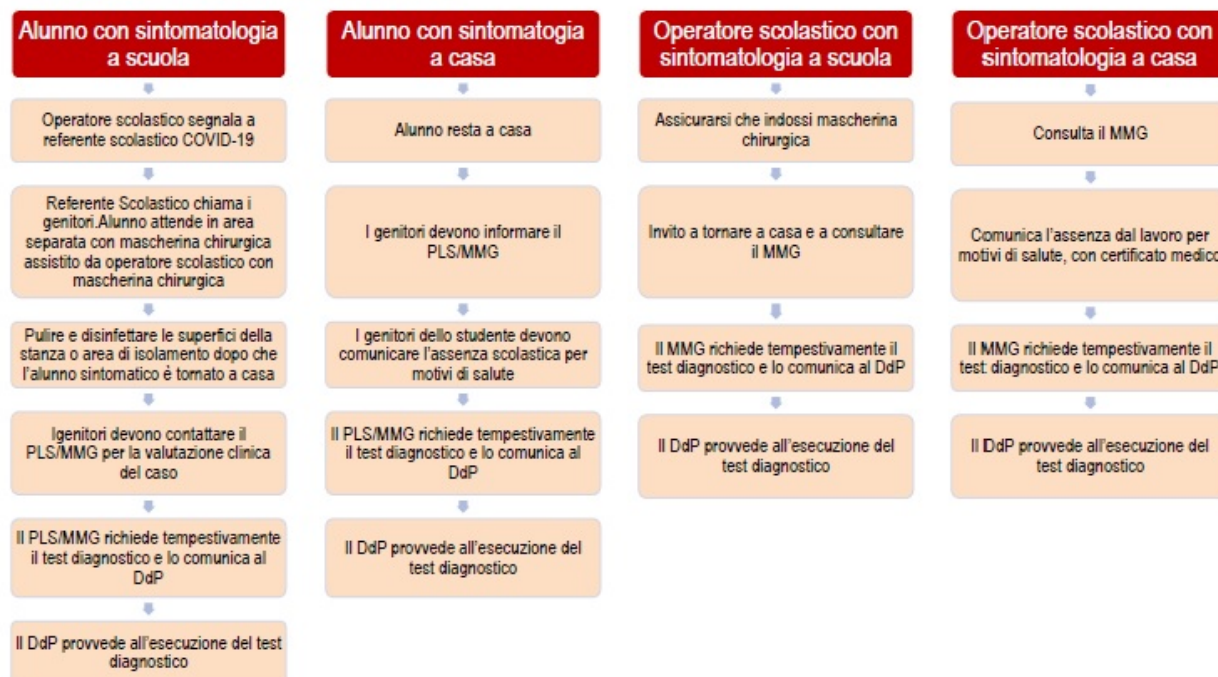 Alunno con sintomatologia
a scuola
Operatore scolastico segnala a
referente scolastico COVID-19
Referente Scolastico chiama i
genitori.Alunno attende in area
separata con mascherina chirurgica
assistito da operatore scolastico con
mascherina chirurgica
Pulire e disinfettare le superfici della
stanza o area di isolamento dopo che
l'alunno sintomatico è tornato a casa
Igenitori devono contattare il
PLS/MMG per la valutazione clinica
del caso
Il PLS/MMG richiede tempestivamente
il test diagnostico e lo comunica al
DdP
Il DdP provvede all'esecuzione del test
diagnostico
Alunno con sintomatogia
a casa
Alunno resta a casa
I genitori devono informare il
PLS/MMG
I genitori dello studente devono
comunicare l'assenza scolastica per
motivi di salute
Il PLS/MMG richiede tempestivamente
il test diagnostico e lo comunica al
DdP
Il DdP provvede all'esecuzione del
test diagnostico
Operatore scolastico con
sintomatologia a scuola
Assicurarsi che indossi mascherina
chirurgica
Invito a tornare a casa e a consultare
il MMG
Il MMG richiede tempestivamente il
test diagnostico e lo comunica al DdP
Il DdP provvede all'esecuzione del
test diagnostico
Operatore scolastico con
sintomatologia a casa
Consulta il MMG
Comunica l'assenza dal lavoro per
motivi di salute, con certificato medico
Il MMG richiede tempestivamente il
test diagnostico e lo comunica al DdP
Il DdP provvede all'esecuzione del
test diagnostico